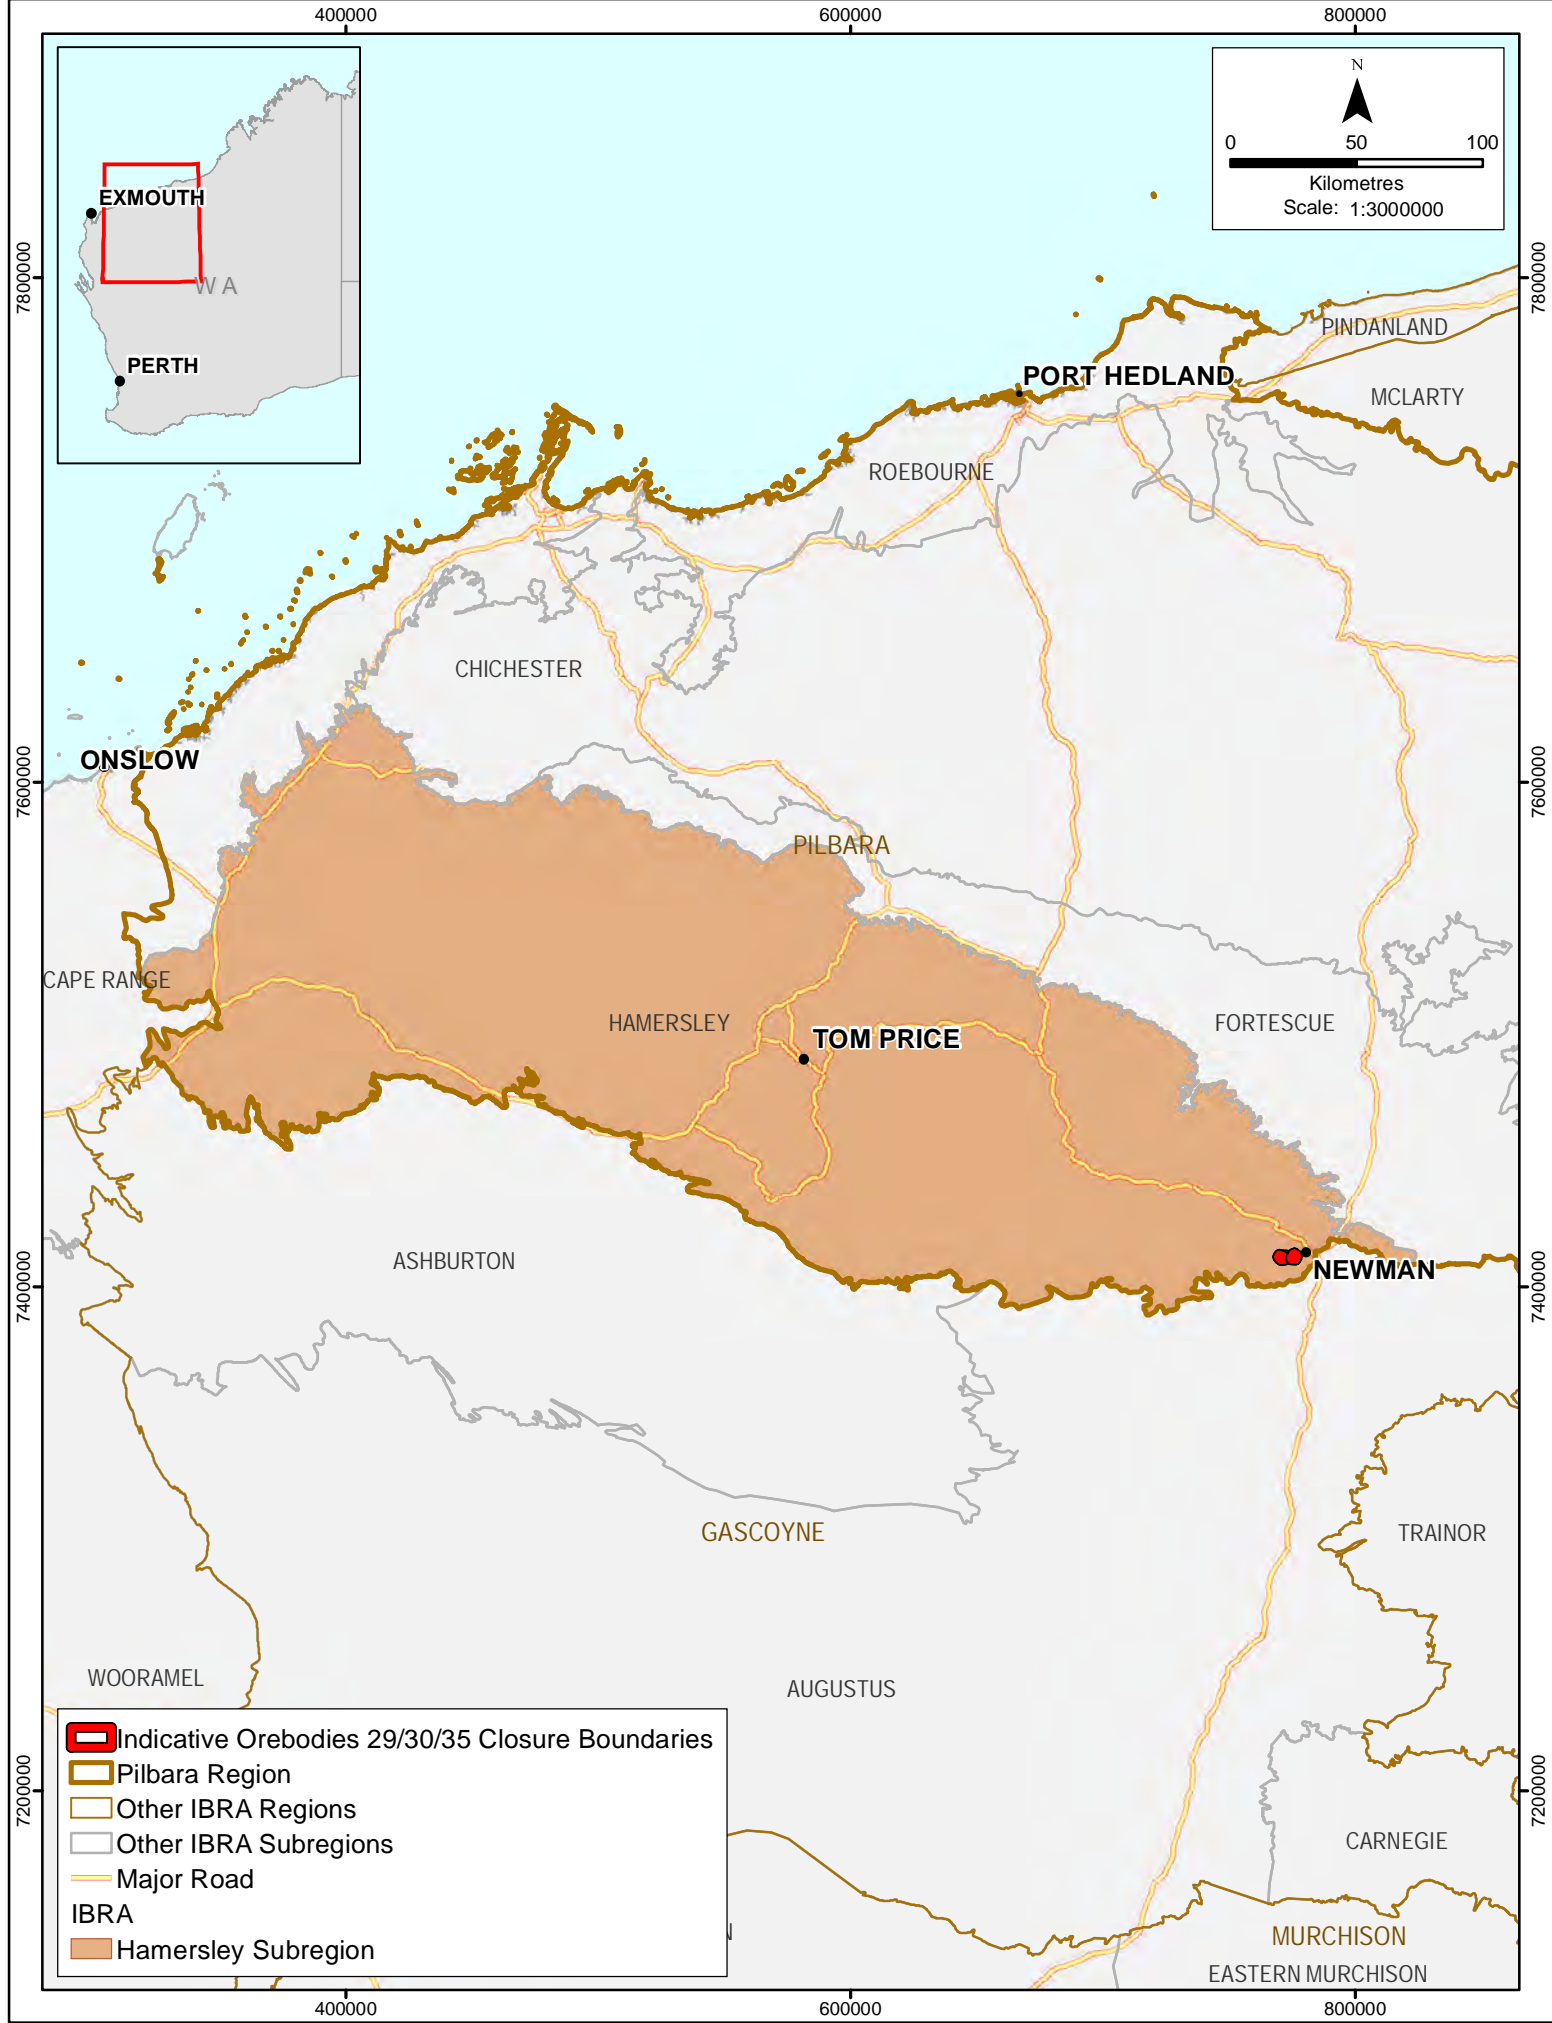 400000
600000
800000
N
0
50
100
Kilometres
Scale: 1:3000000
EXMOUTH
WA
PERTH
7800000
7800000
PINDANLAND
PORT HEDLAND
MCLARTY
ROEBOURNE
CHICHESTER
ONSLOW
7600000
7600000
PILBARA
CAPE RANGE
HAMERSLEY
TOM PRICE
FORTESCUE
ASHBURTON
NEWMAN
7400000
7400000
GASCOYNE
TRAINOR
WOORAMEL
AUGUSTUS
Indicative Orebodies 29/30/35 Closure Boundaries
Pilbara Region
Other IBRA Regions
Other IBRA Subregions
Major Road
IBRA
Hamersley Subregion
7200000
7200000
CARNEGIE
MURCHISON
EASTERN MURCHISON
400000
600000
800000